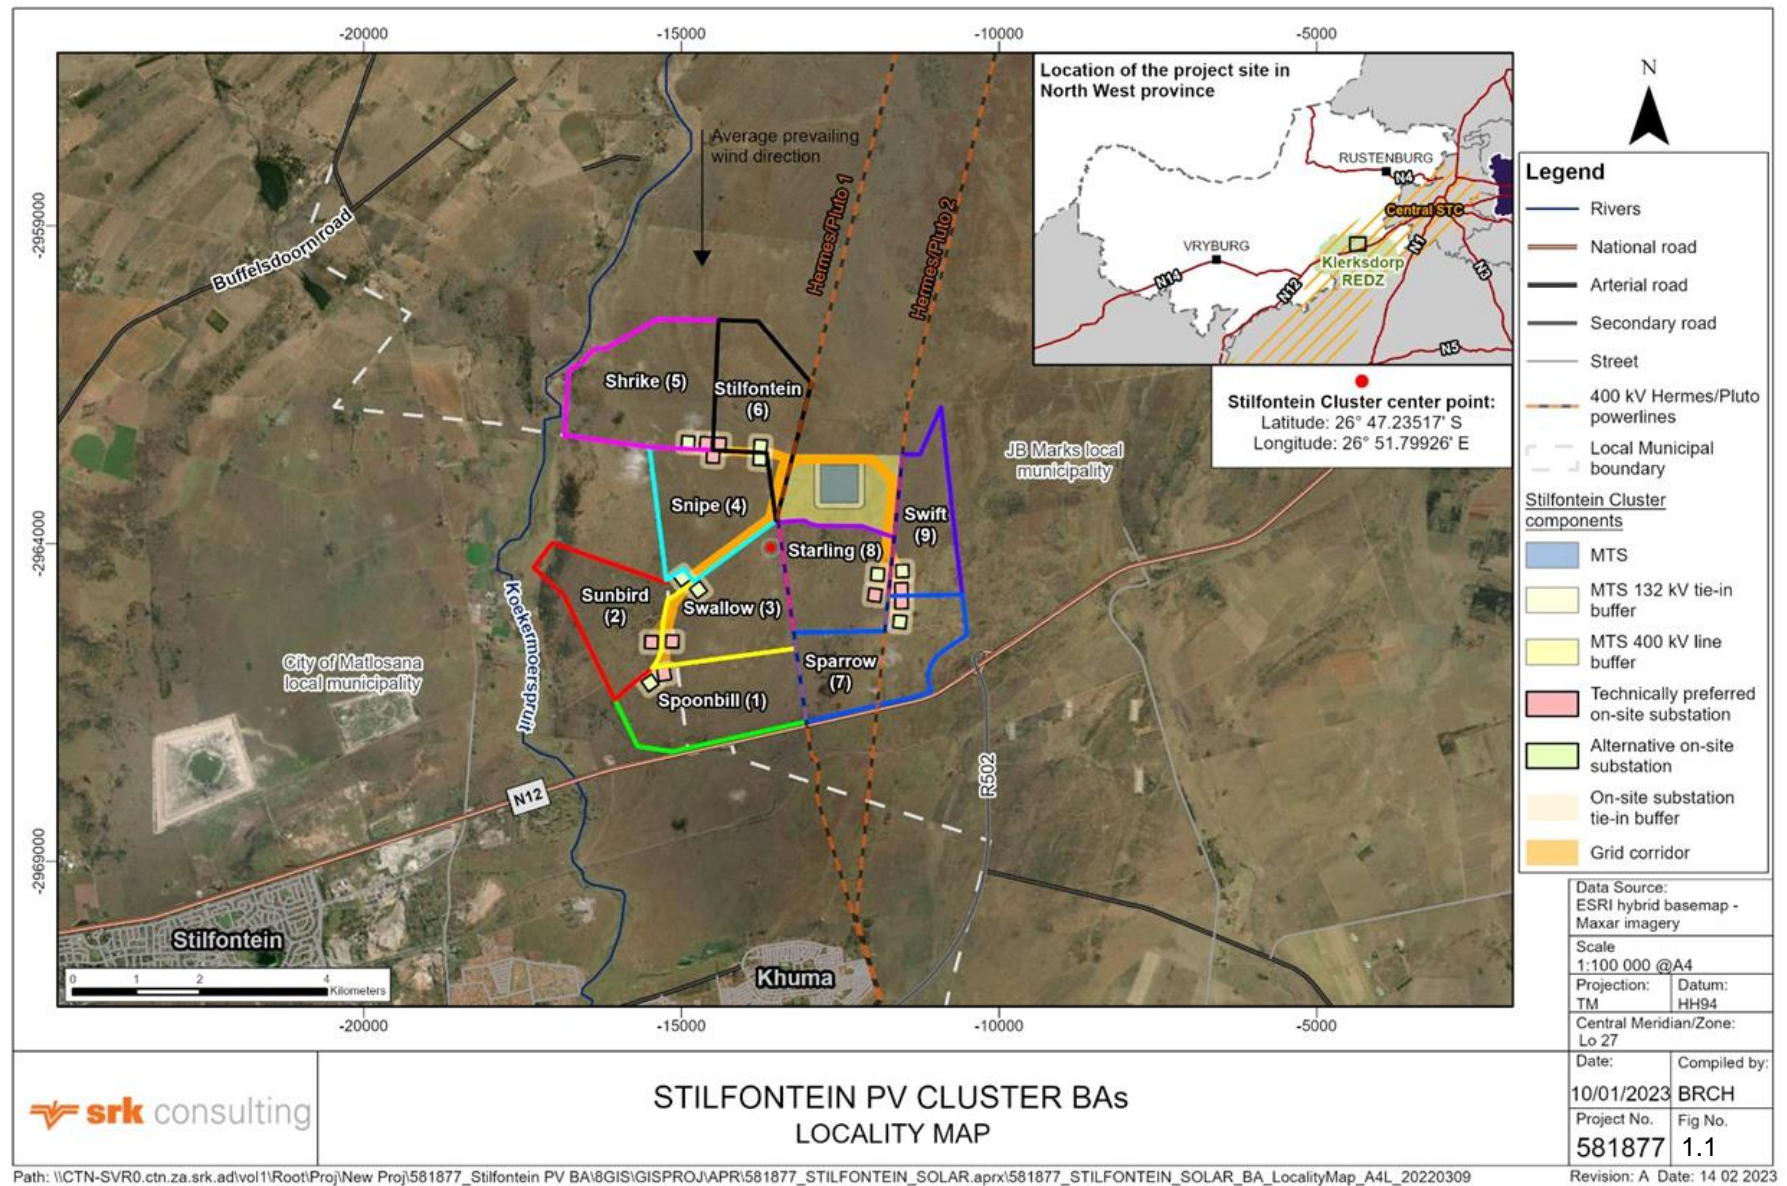 -20000
-15000
-10000
-5000
Location of the project site in
North West province
RUSTENBURG
N4
Central STC
VRYBURG
Klerksdorp
REDZ
N14
N12
N1
N3
N5
Stilfontein Cluster center point:
Latitude: 26° 47.23517' S
Longitude: 26° 51.79926' E
Average prevailing
wind direction
Hermes/Pluto 1
Hermes/Pluto 2
Buffelsdoorn road
-2959000
-2964000
-2969000
Shrike (5)
Stilfontein
(6)
JB Marks local
municipality
Snipe (4)
Swift
(9)
Starling (8)
Sunbird
(2)
Swallow (3)
Koekermoerspruit
City of Matlosana
local municipality
Sparrow
(7)
Spoonbill (1)
N12
R502
Stilfontein
Khuma
0 1 2 4
Kilometers
-20000
-15000
-10000
-5000
N
Legend
Rivers
National road
Arterial road
Secondary road
Street
400 kV Hermes/Pluto
powerlines
Local Municipal
boundary
Stilfontein Cluster
components
MTS
MTS 132 kV tie-in
buffer
MTS 400 kV line
buffer
Technically preferred
on-site substation
Alternative on-site
substation
On-site substation
tie-in buffer
Grid corridor
Data Source:
ESRI hybrid basemap -
Maxar imagery
Scale
1:100 000 @A4
Projection:
TM
Datum:
HH94
Central Meridian/Zone:
Lo 27
Date:
10/01/2023
Compiled by:
BRCH
Project No.
581877
Fig No.
1.1
srk consulting
STILFONTEIN PV CLUSTER BAs
LOCALITY MAP
Path: \\CTN-SVR0.ctn.za.srk.ad\vol1\Root\Proj\New Proj\581877_Stilfontein PV BA\8GIS\GISPROJ\APR\581877_STILFONTEIN_SOLAR.aprx\581877_STILFONTEIN_SOLAR_BA_LocalityMap_A4L_20220309
Revision: A Date: 14 02 2023